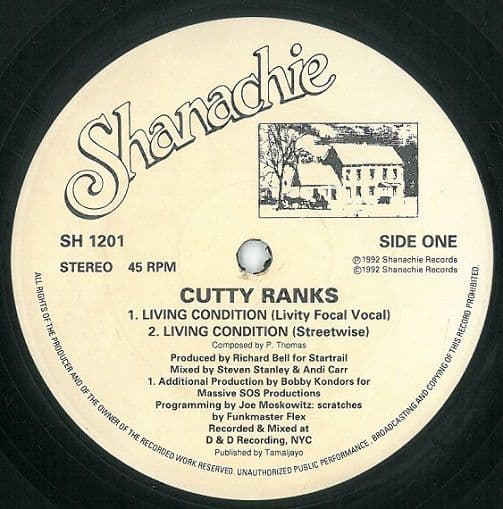 Shanachie
SH 1201
SIDE ONE
STEREO 45 RPM
℗1992 Shanachie Records
©1992 Shanachie Records
CUTTY RANKS
1. LIVING CONDITION (Livity Focal Vocal)
2. LIVING CONDITION (Streetwise)
Composed by P. Thomas
Produced by Richard Bell for Startrail
Mixed by Steven Stanley & Andi Carr
1. Additional Production by Bobby Kondors for
Massive SOS Productions
Programming by Joe Moskowitz: scratches
by Funkmaster Flex
Recorded & Mixed at
D & D Recording, NYC
Published by Tamaljayo
ALL RIGHTS OF THE PRODUCER AND OF THE OWNER OF THE RECORDED WORK RESERVED. UNAUTHORIZED PUBLIC PERFORMANCE, BROADCASTING AND COPYING OF THIS RECORD PROHIBITED.